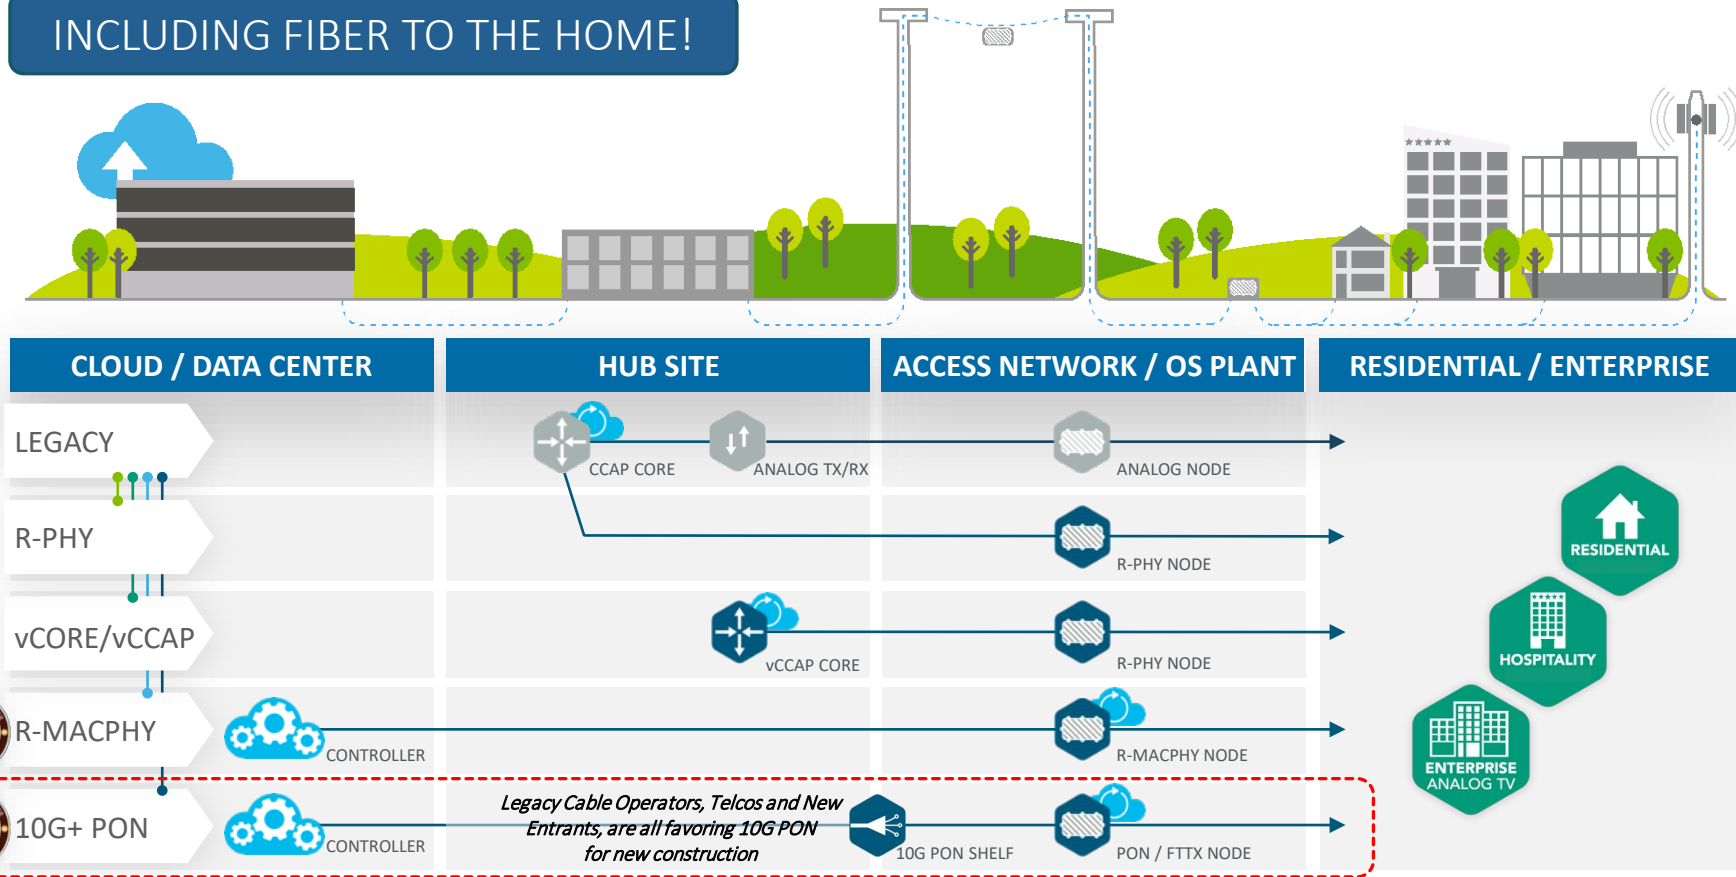 INCLUDING FIBER TO THE HOME!
CLOUD / DATA CENTER
HUB SITE
ACCESS NETWORK / OS PLANT
RESIDENTIAL / ENTERPRISE
LEGACY
CCAP CORE
ANALOG TX/RX
ANALOG NODE
R-PHY
R-PHY NODE
RESIDENTIAL
vCORE/vCCAP
vCCAP CORE
R-PHY NODE
HOSPITALITY
R-MACPHY
CONTROLLER
R-MACPHY NODE
ENTERPRISE
ANALOG TV
10G+ PON
CONTROLLER
Legacy Cable Operators, Telcos and New
Entrants, are all favoring 10G PON
for new construction
10G PON SHELF
PON / FTTX NODE